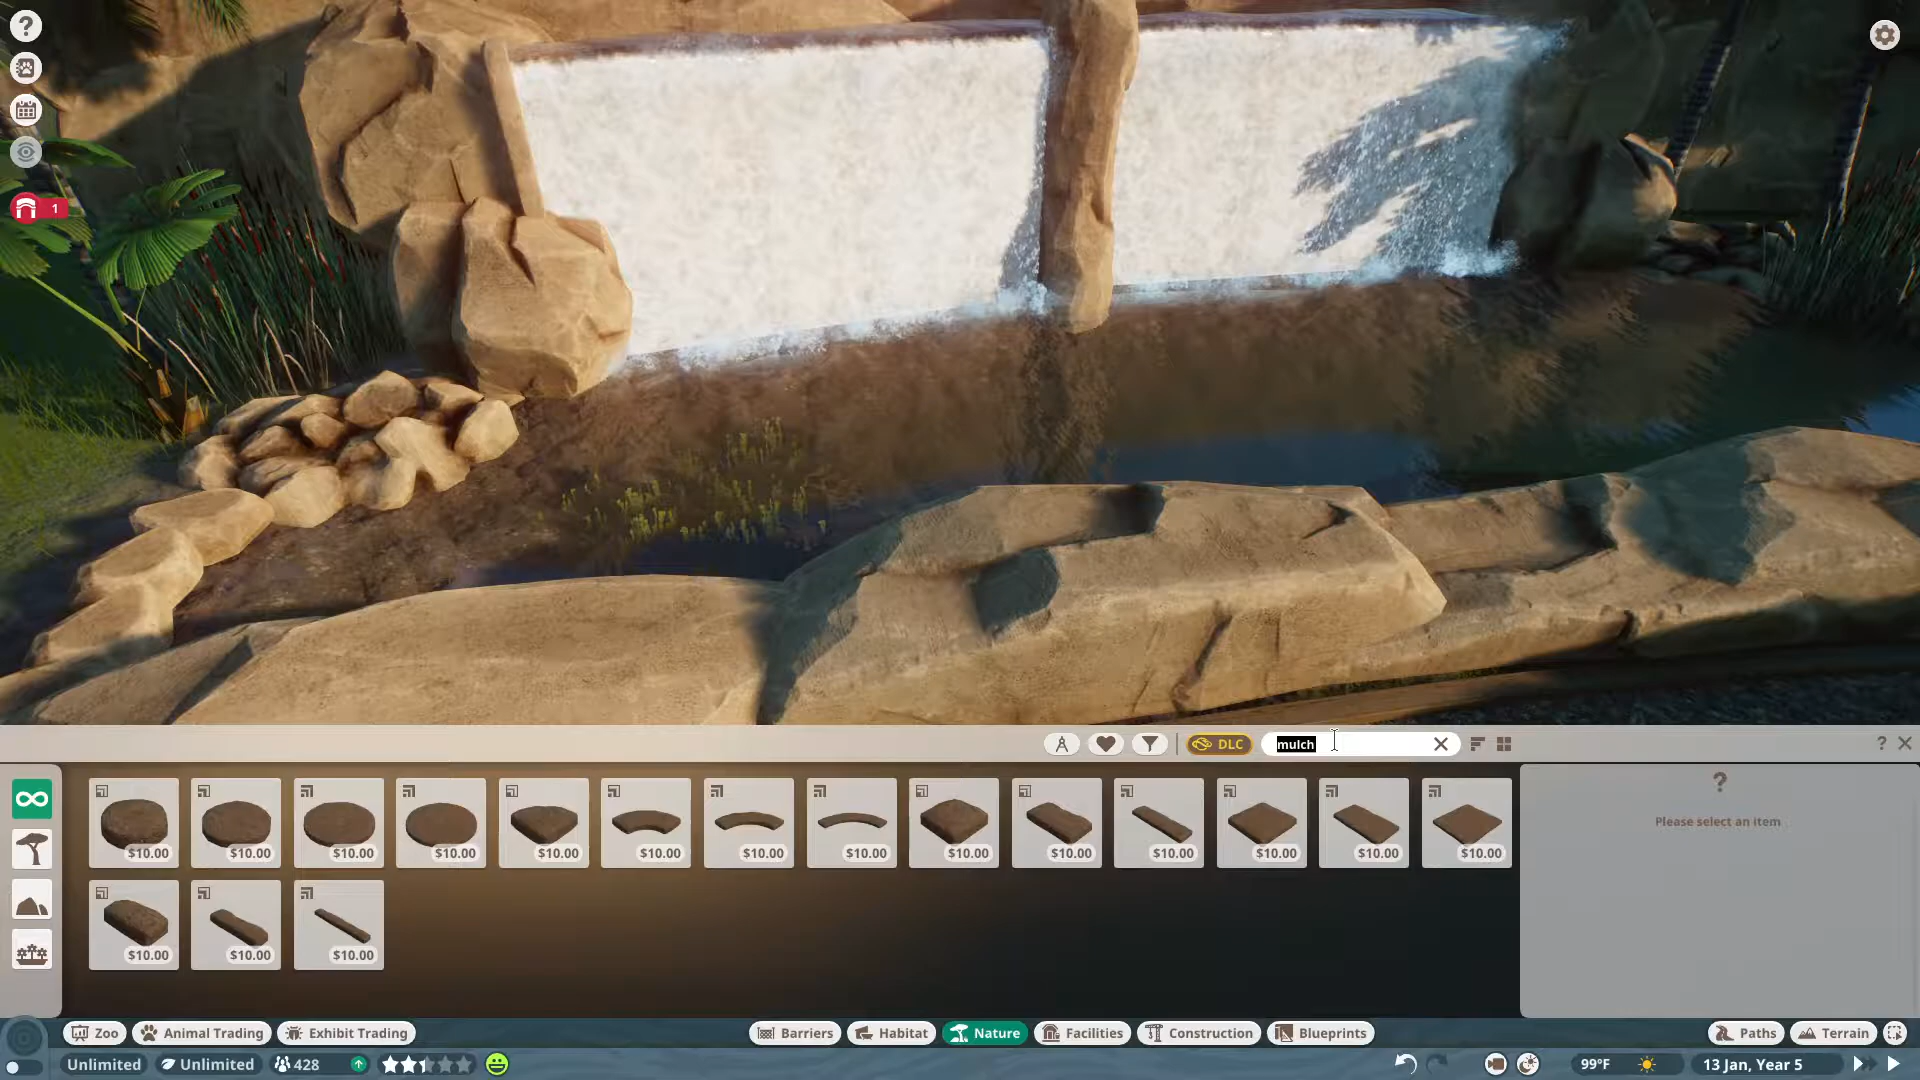 ?
1
DLC
mulch
?
?
Please select an item
$10.00 $10.00 $10.00 $10.00 $10.00 $10.00 $10.00 $10.00 $10.00 $10.00 $10.00 $10.00 $10.00 $10.00
$10.00 $10.00 $10.00
Zoo Animal Trading Exhibit Trading Barriers Habitat Nature Facilities Construction Blueprints Paths Terrain
Unlimited Unlimited 428 99°F 13 Jan, Year 5